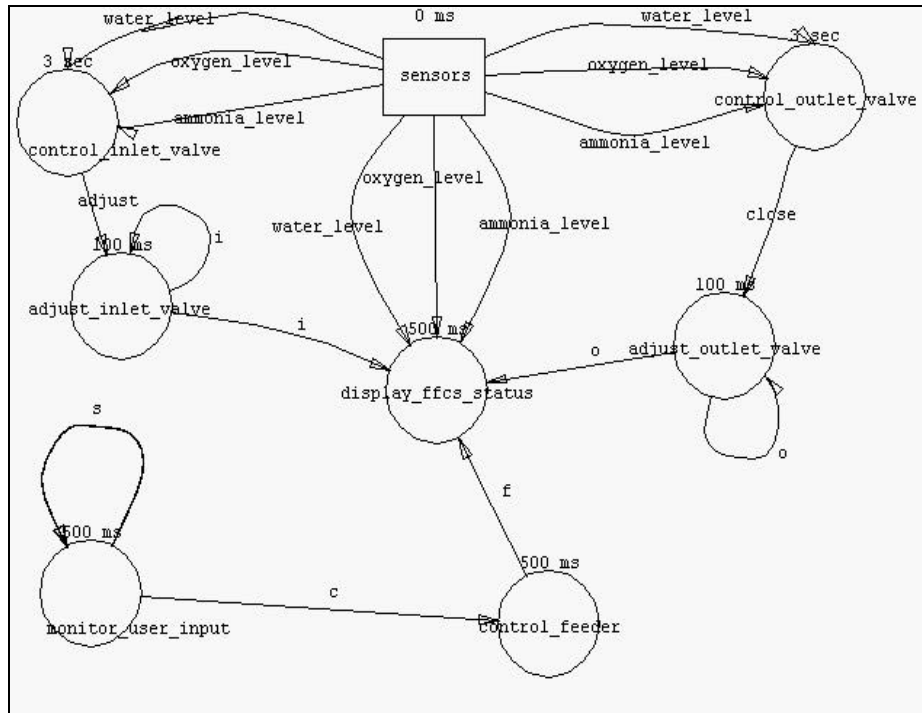 water_level
0 ms
water_level
3 sec
oxygen_level
sensors
oxygen_level
3 sec
control_outlet_valve
ammonia_level
ammonia_level
control_inlet_valve
oxygen_level
adjust
water_level
ammonia_level
close
i
100 ms
adjust_inlet_valve
100 ms
i
500 ms
o
adjust_outlet_valve
display_ffcs_status
s
o
f
500 ms
500 ms
c
monitor_user_input
control_feeder